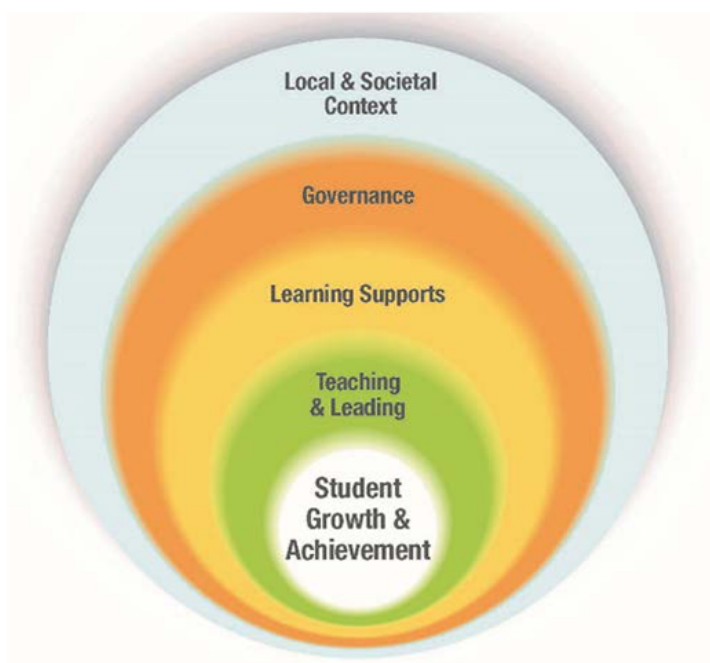 Local & Societal
Context
Governance
Learning Supports
Teaching
& Leading
Student
Growth &
Achievement